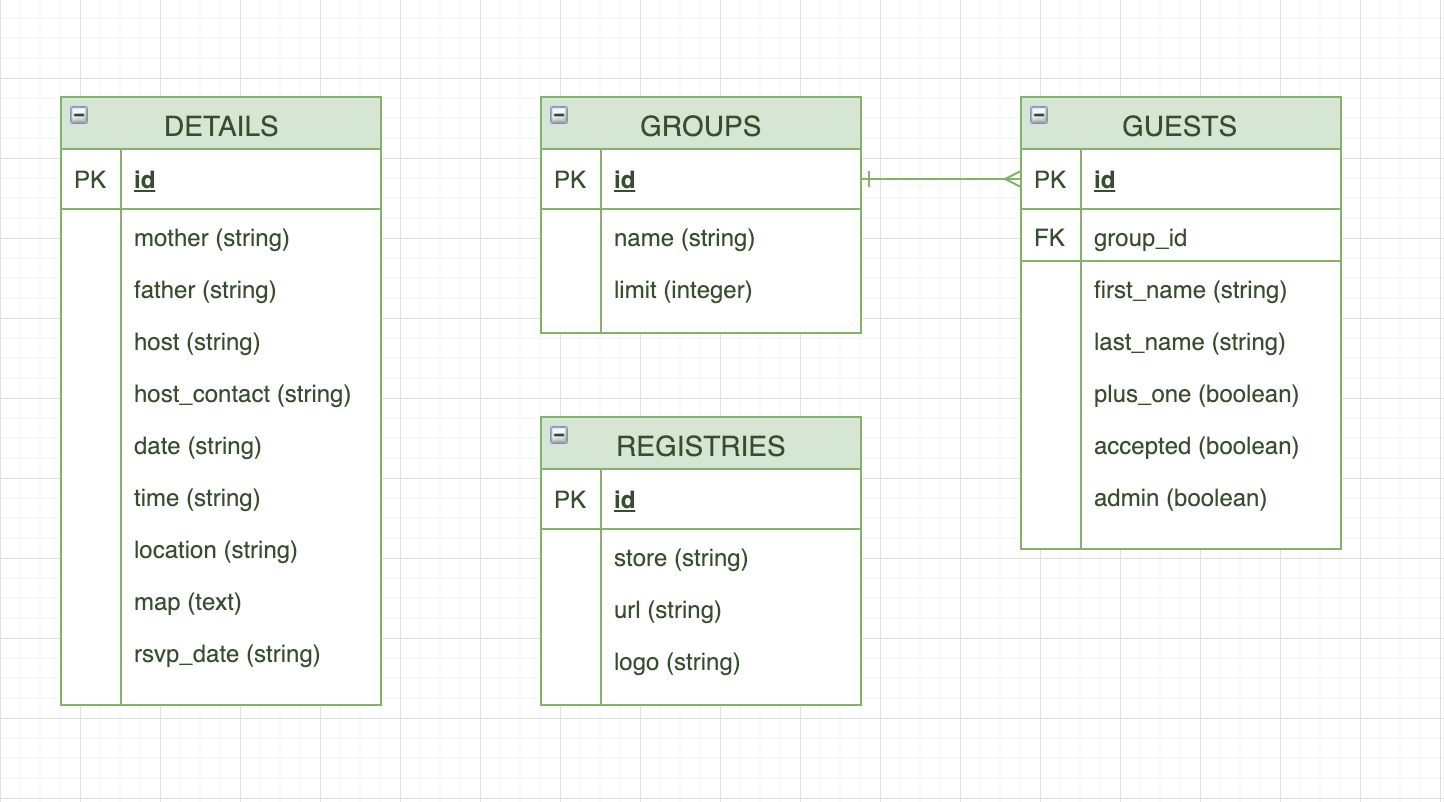 DETAILS
PK id
mother (string)
father (string)
host (string)
host_contact (string)
date (string)
time (string)
location (string)
map (text)
rsvp_date (string)
GROUPS
PK id
name (string)
limit (integer)
REGISTRIES
PK id
store (string)
url (string)
logo (string)
GUESTS
PK id
FK group_id
first_name (string)
last_name (string)
plus_one (boolean)
accepted (boolean)
admin (boolean)